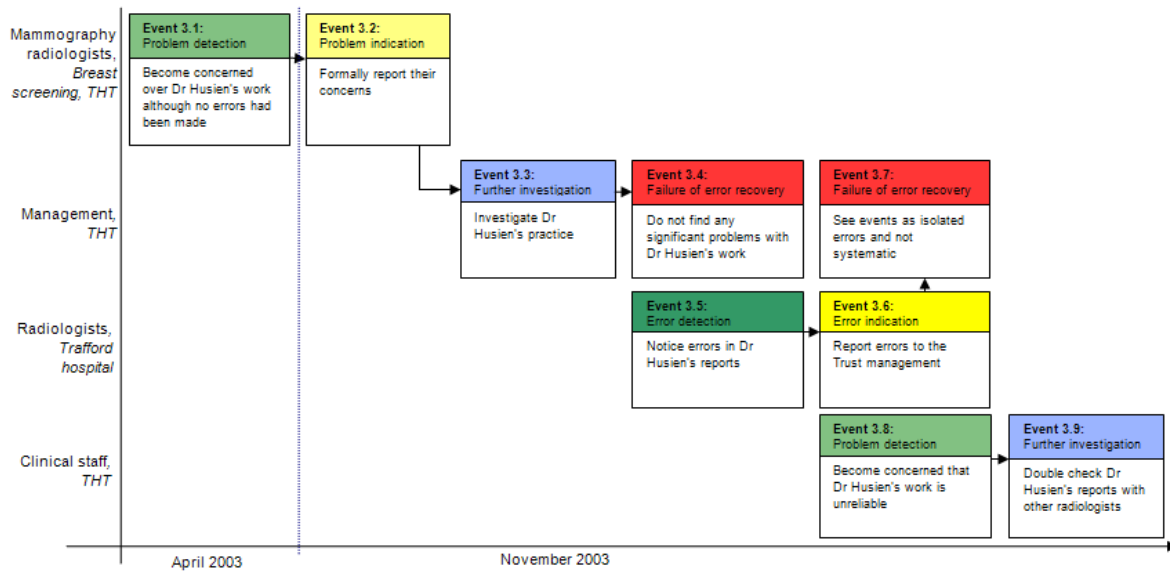 Mammography
radiologists,
Breast
screening, THT
Event 3.1:
Problem detection
Become concerned
over Dr Husien's work
although no errors had
been made
Event 3.2:
Problem indication
Formally report their
concerns
Management,
THT
Event 3.3:
Further investigation
Investigate Dr
Husien's practice
Event 3.4:
Failure of error recovery
Do not find any
significant problems with
Dr Husien's work
Event 3.7:
Failure of error recovery
See events as isolated
errors and not
systematic
Radiologists,
Trafford
hospital
Event 3.5:
Error detection
Notice errors in Dr
Husien's reports
Event 3.6:
Error indication
Report errors to the
Trust management
Clinical staff,
THT
Event 3.8:
Problem detection
Become concerned that
Dr Husien's work is
unreliable
Event 3.9:
Further investigation
Double check Dr
Husien's reports with
other radiologists
April 2003
November 2003